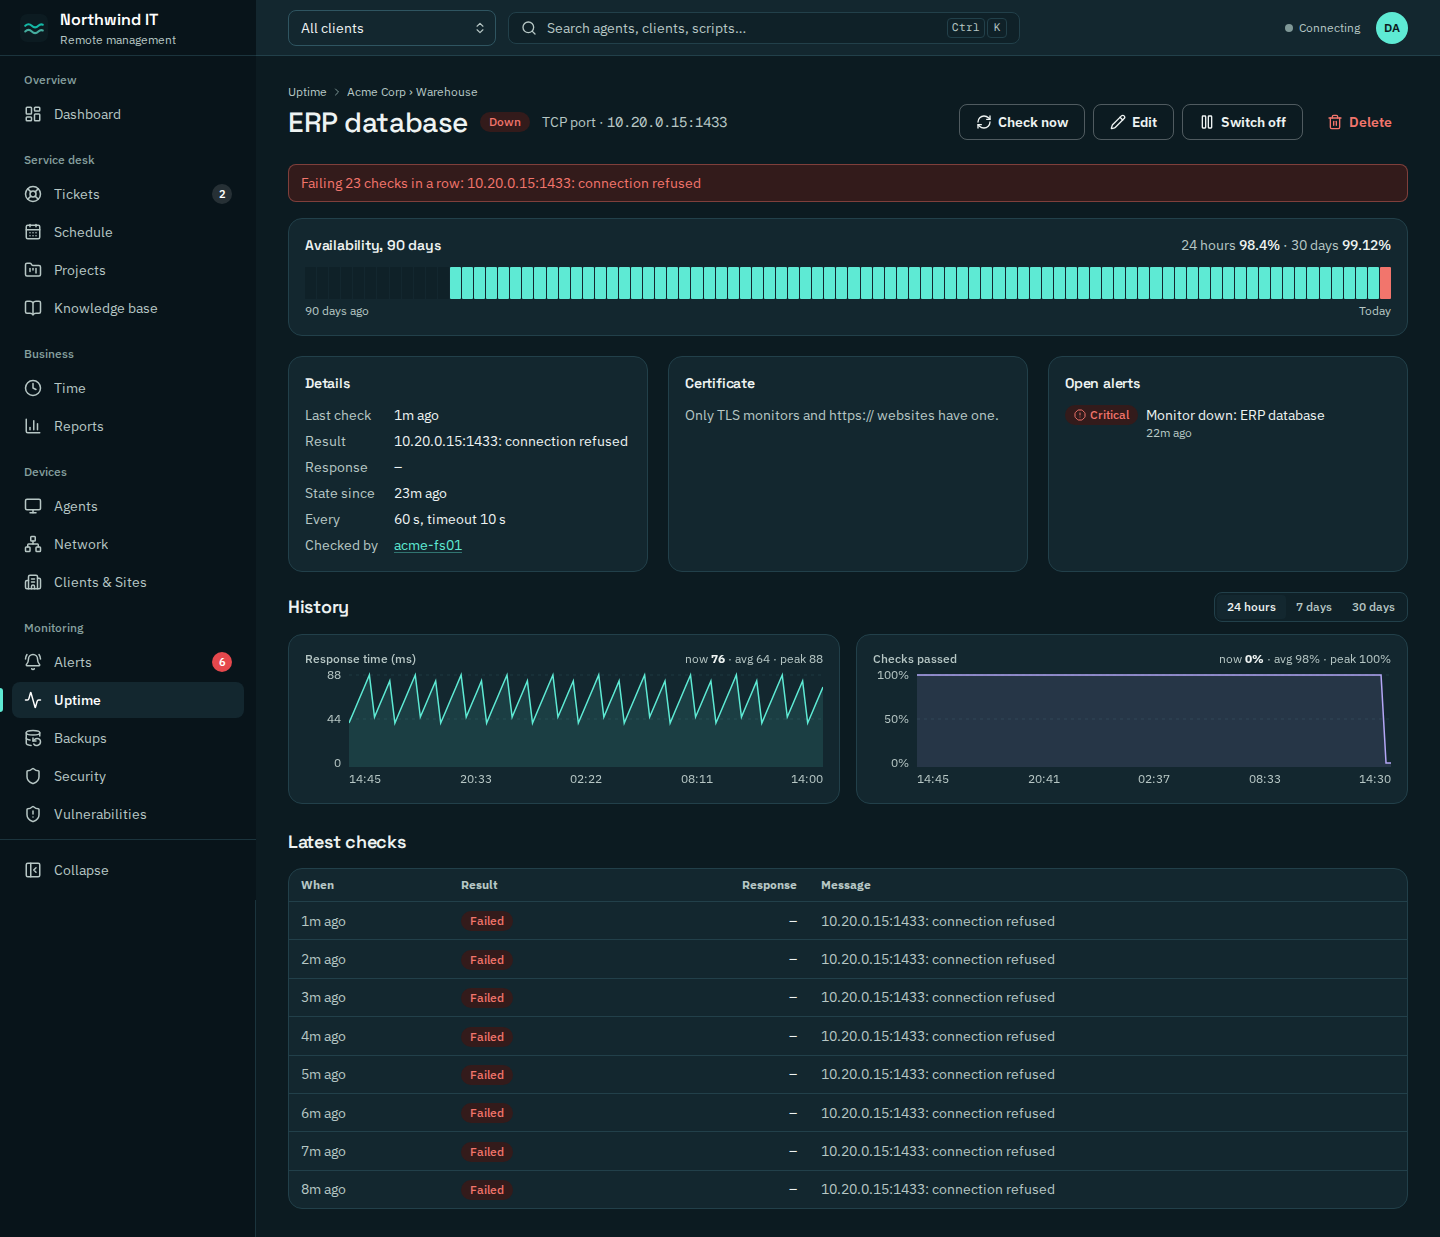 Northwind IT
Remote management
All clients
Search agents, clients, scripts...
Ctrl K
Connecting
DA
Overview
Dashboard
Service desk
Tickets 2
Schedule
Projects
Knowledge base
Business
Time
Reports
Devices
Agents
Network
Clients & Sites
Monitoring
Alerts 6
Uptime
Backups
Security
Vulnerabilities
Collapse
Uptime › Acme Corp › Warehouse
ERP database Down TCP port · 10.20.0.15:1433
Check now Edit Switch off Delete
Failing 23 checks in a row: 10.20.0.15:1433: connection refused
Availability, 90 days 24 hours 98.4% · 30 days 99.12%
90 days ago Today
Details
Last check 1m ago
Result 10.20.0.15:1433: connection refused
Response –
State since 23m ago
Every 60 s, timeout 10 s
Checked by acme-fs01
Certificate
Only TLS monitors and https:// websites have one.
Open alerts
Critical Monitor down: ERP database
22m ago
History 24 hours 7 days 30 days
Response time (ms) now 76 · avg 64 · peak 88
88
44
0
14:45 20:33 02:22 08:11 14:00
Checks passed now 0% · avg 98% · peak 100%
100%
50%
0%
14:45 20:41 02:37 08:33 14:30
Latest checks
When Result Response Message
1m ago Failed – 10.20.0.15:1433: connection refused
2m ago Failed – 10.20.0.15:1433: connection refused
3m ago Failed – 10.20.0.15:1433: connection refused
4m ago Failed – 10.20.0.15:1433: connection refused
5m ago Failed – 10.20.0.15:1433: connection refused
6m ago Failed – 10.20.0.15:1433: connection refused
7m ago Failed – 10.20.0.15:1433: connection refused
8m ago Failed – 10.20.0.15:1433: connection refused